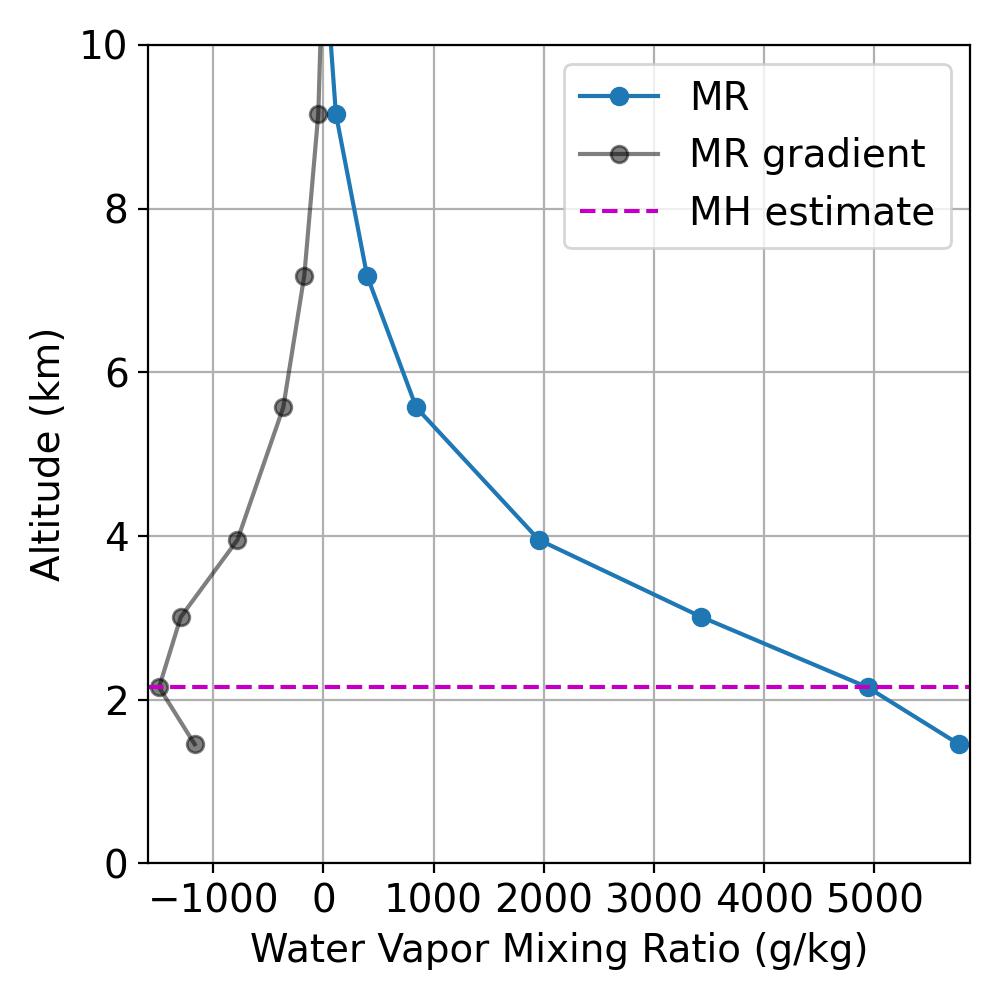 10
8
6
4
2
0
Altitude (km)
MR
MR gradient
MH estimate
−1000 0 1000 2000 3000 4000 5000
Water Vapor Mixing Ratio (g/kg)